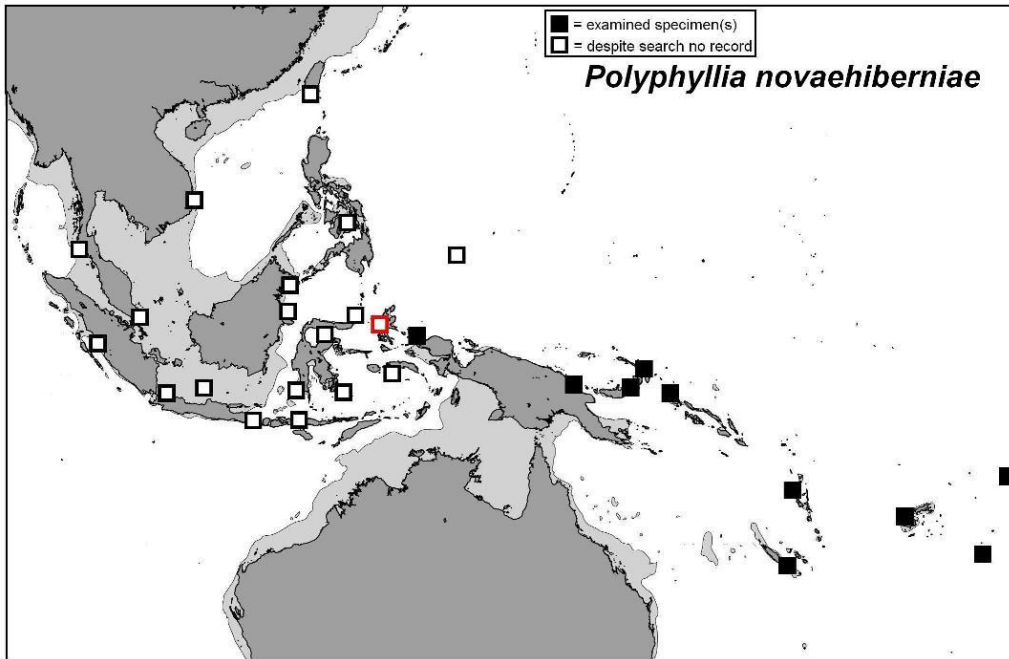 = examined specimen(s)
= despite search no record
Polyphyllia novaehiberniae